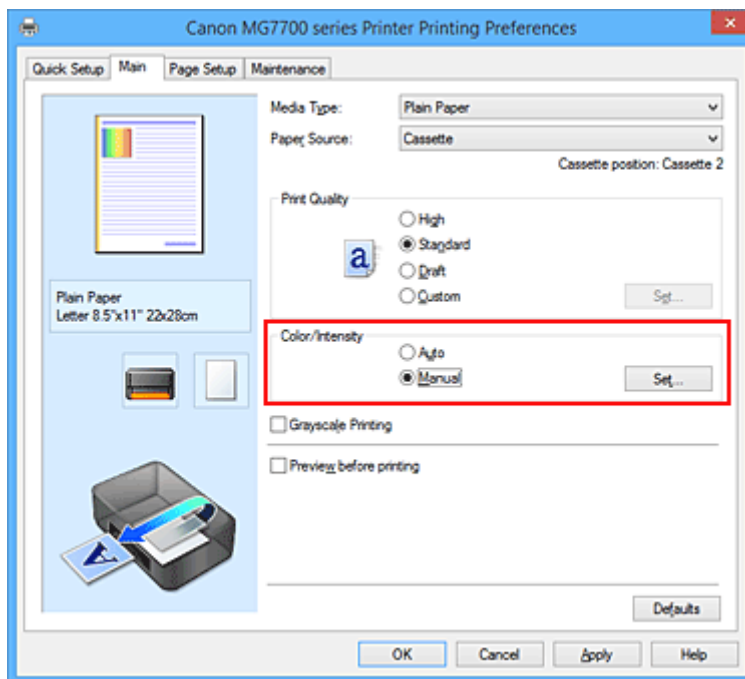 Canon MG7700 series Printer Printing Preferences
Quick Setup Main Page Setup Maintenance
Media Type: Plain Paper
Paper Source: Cassette
Cassette position: Cassette 2
Print Quality
High
Standard
a
Draft
Custom Set...
Plain Paper
Letter 8.5"x11" 22x28cm
Color/Intensity
Auto
Manual Set...
Grayscale Printing
Preview before printing
A
Defaults
OK Cancel Apply Help